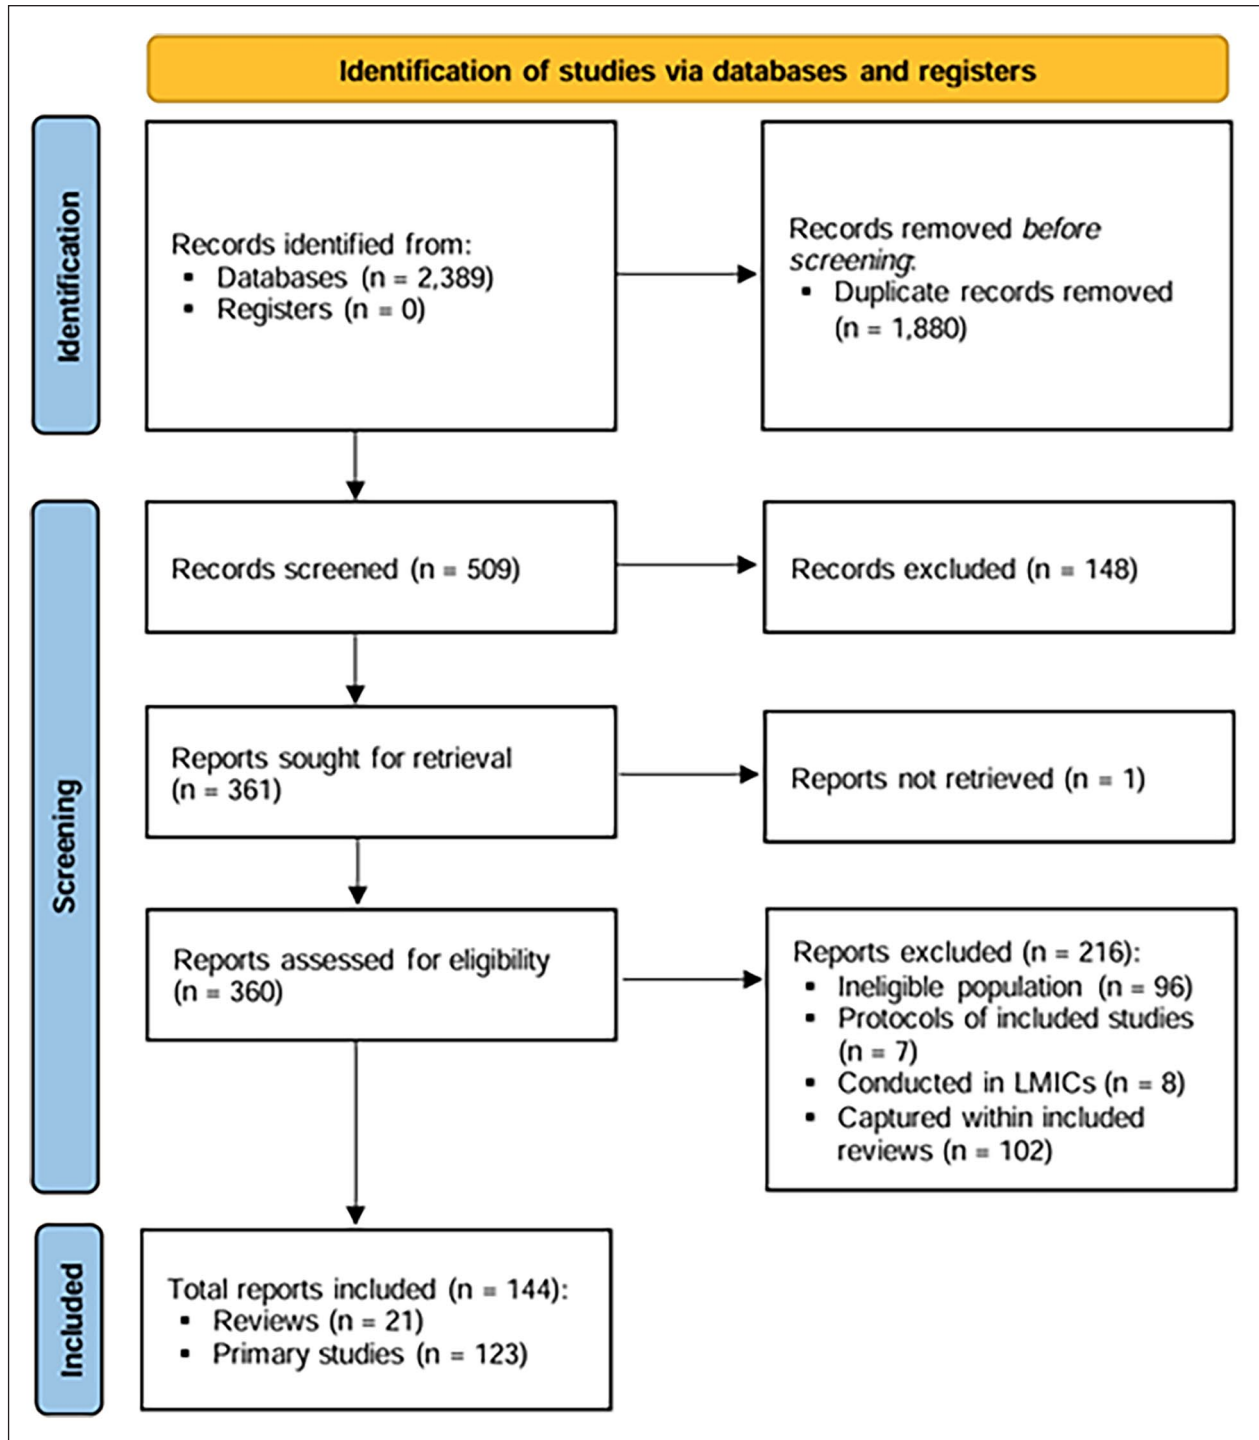 Identification of studies via databases and registers
Identification
Records identified from:
▪ Databases (n = 2,389)
▪ Registers (n = 0)
Records removed before
screening:
▪ Duplicate records removed
(n = 1,880)
Screening
Records screened (n = 509)
Records excluded (n = 148)
Reports sought for retrieval
(n = 361)
Reports not retrieved (n = 1)
Reports assessed for eligibility
(n = 360)
Reports excluded (n = 216):
▪ Ineligible population (n = 96)
▪ Protocols of included studies
(n = 7)
▪ Conducted in LMICs (n = 8)
▪ Captured within included
reviews (n = 102)
Included
Total reports included (n = 144):
▪ Reviews (n = 21)
▪ Primary studies (n = 123)